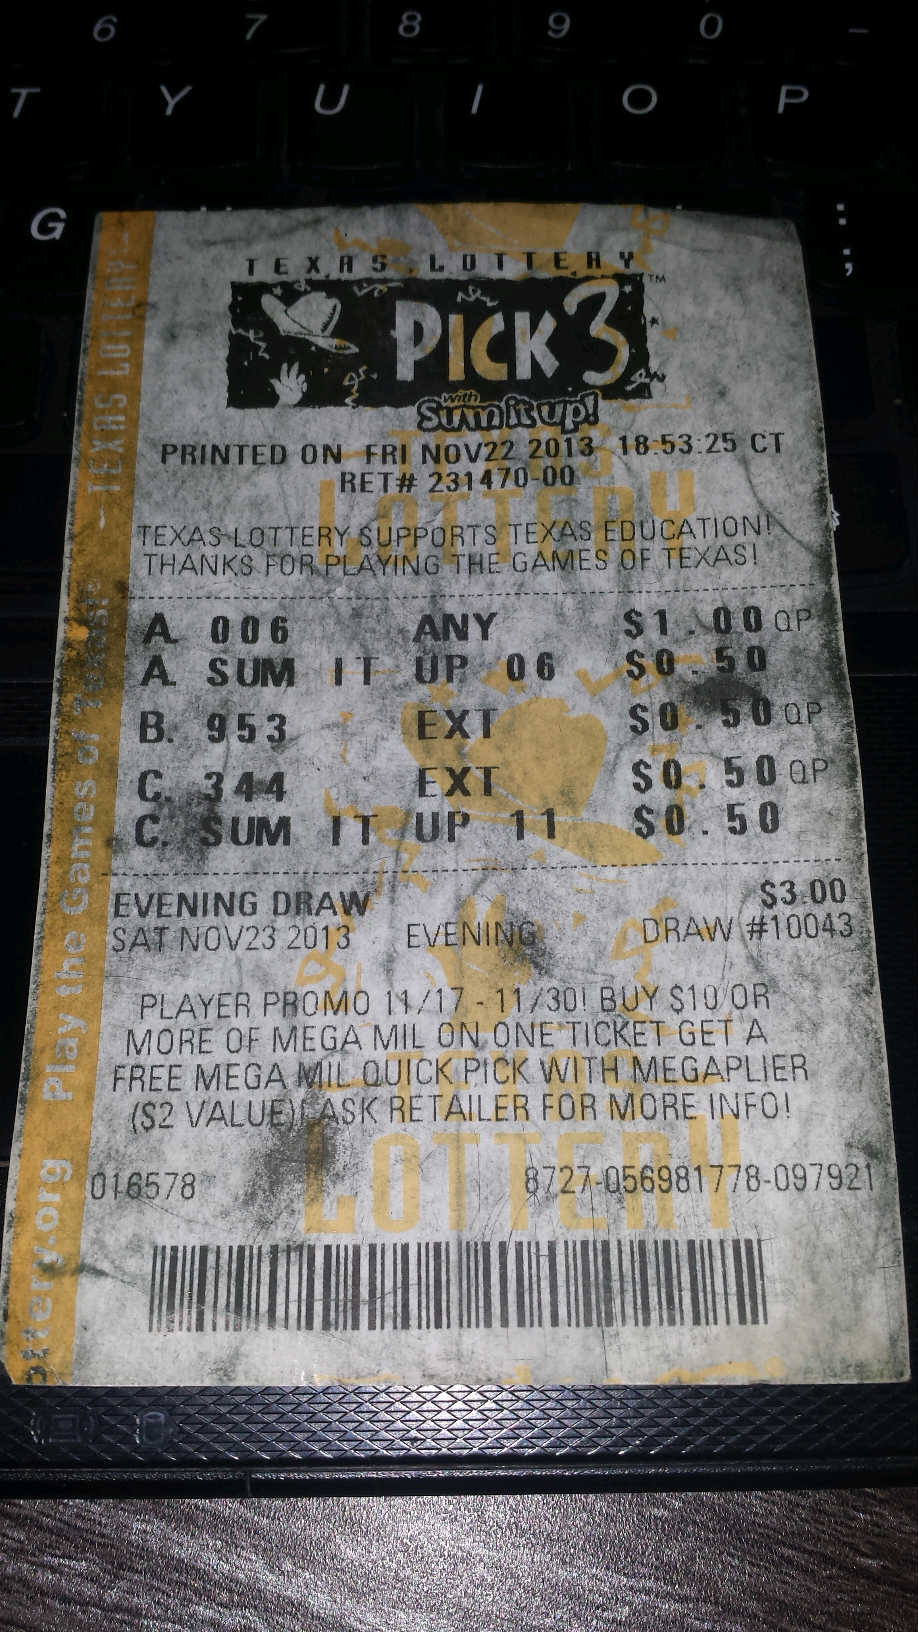 6 7 8 9 0 –
T Y U I O P
G : ;
TEXAS LOTTERY
PICK 3™
with
Sum it up!
PRINTED ON FRI NOV22 2013 18:53:25 CT
RET# 231470-00
TEXAS LOTTERY SUPPORTS TEXAS EDUCATION!
THANKS FOR PLAYING THE GAMES OF TEXAS!
A. 006 ANY $1.00 QP
A. SUM IT UP 06 $0.50
B. 953 EXT $0.50 QP
C. 344 EXT $0.50 QP
C. SUM IT UP 11 $0.50
EVENING DRAW $3.00
SAT NOV23 2013 EVENING DRAW #10043
PLAYER PROMO 11/17 - 11/30! BUY $10 OR
MORE OF MEGA MIL ON ONE TICKET GET A
FREE MEGA MIL QUICK PICK WITH MEGAPLIER
($2 VALUE). ASK RETAILER FOR MORE INFO!
016578 8727-056981778-097921
TEXAS LOTTERY
LOTTERY
ottery.org Play the Games of Texas! – TEXAS LOTTERY –